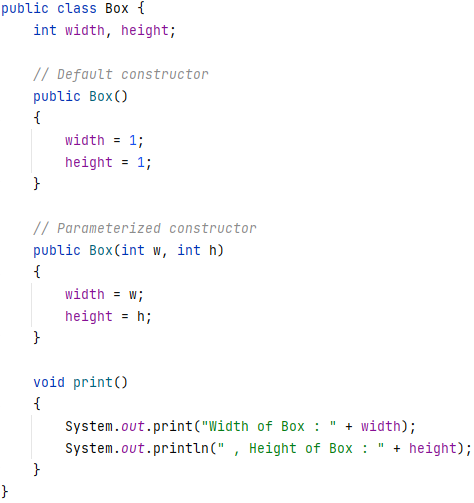 public class Box {
    int width, height;

    // Default constructor
    public Box()
    {
        width = 1;
        height = 1;
    }

    // Parameterized constructor
    public Box(int w, int h)
    {
        width = w;
        height = h;
    }

    void print()
    {
        System.out.print("Width of Box : " + width);
        System.out.println(" , Height of Box : " + height);
    }
}